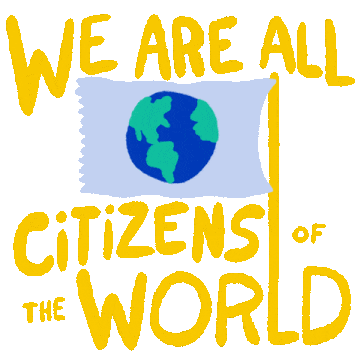 WE ARE ALL
CiTiZENS OF
THE WORLD